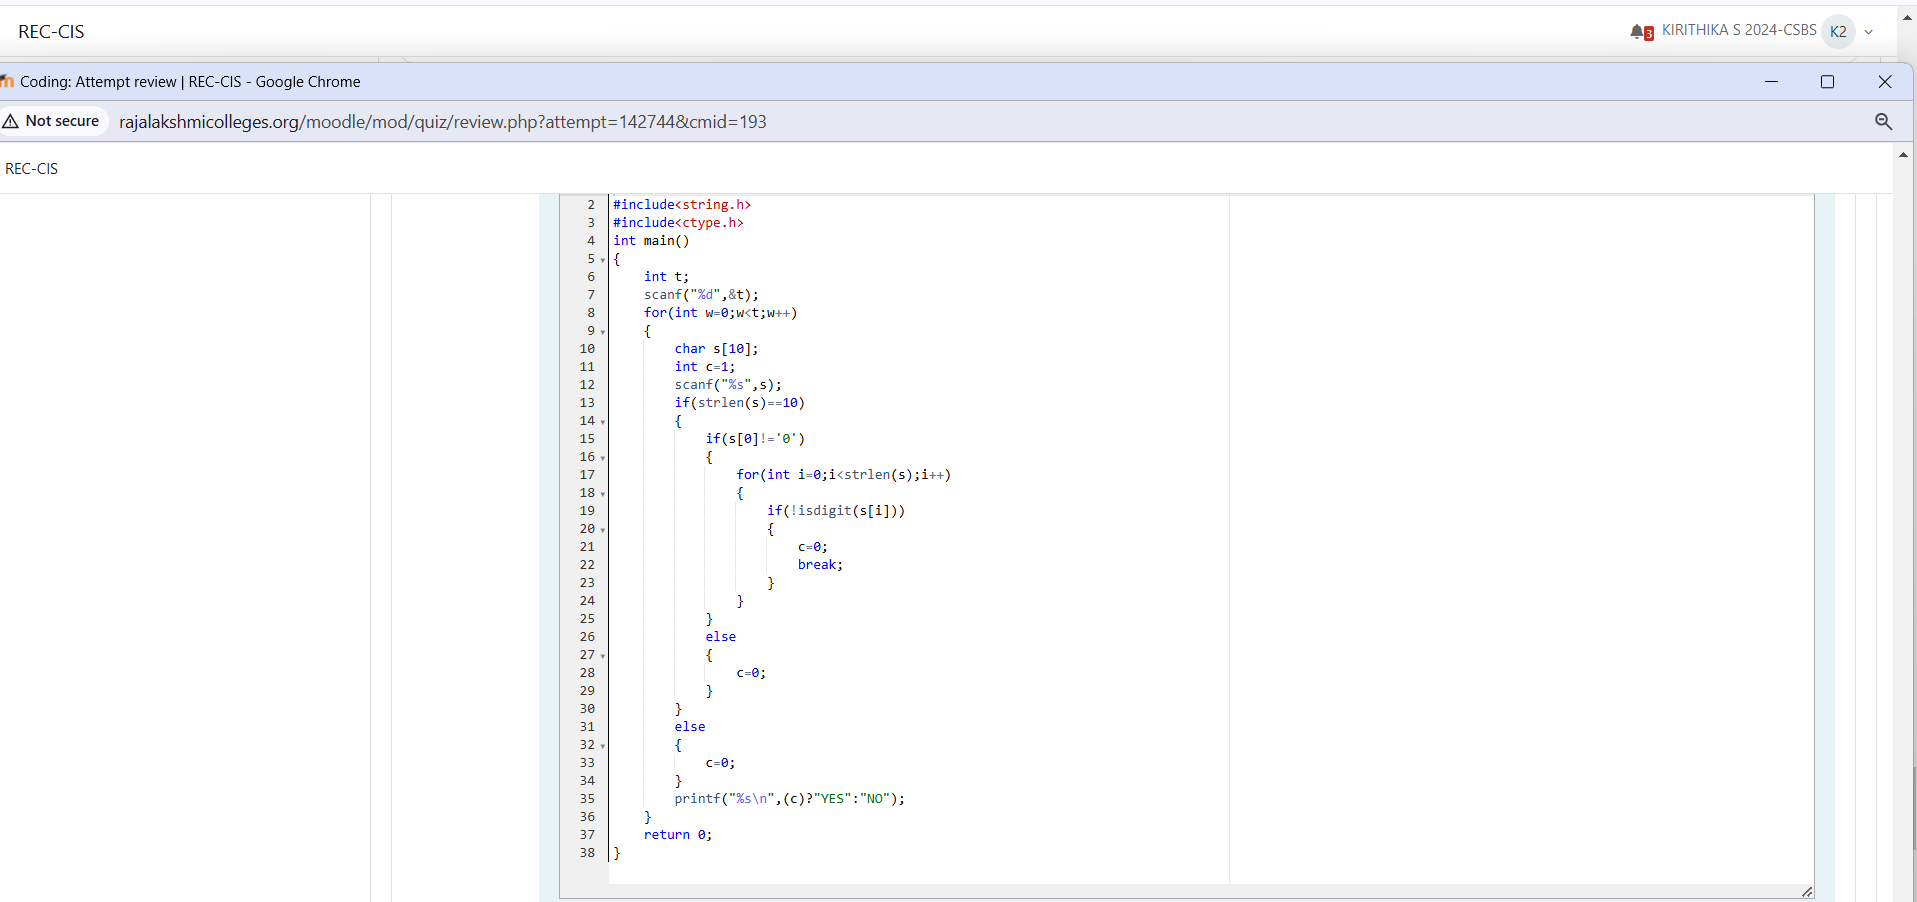 REC-CIS
3 KIRITHIKA S 2024-CSBS K2
Coding: Attempt review | REC-CIS - Google Chrome
Not secure rajalakshmicolleges.org/moodle/mod/quiz/review.php?attempt=142744&cmid=193
REC-CIS
2 #include<string.h>
3 #include<ctype.h>
4 int main()
5 {
6     int t;
7     scanf("%d",&t);
8     for(int w=0;w<t;w++)
9     {
10         char s[10];
11         int c=1;
12         scanf("%s",s);
13         if(strlen(s)==10)
14         {
15             if(s[0]!='0')
16             {
17                 for(int i=0;i<strlen(s);i++)
18                 {
19                     if(!isdigit(s[i]))
20                     {
21                         c=0;
22                         break;
23                     }
24                 }
25             }
26             else
27             {
28                 c=0;
29             }
30         }
31         else
32         {
33             c=0;
34         }
35         printf("%s\n",(c)?"YES":"NO");
36     }
37     return 0;
38 }